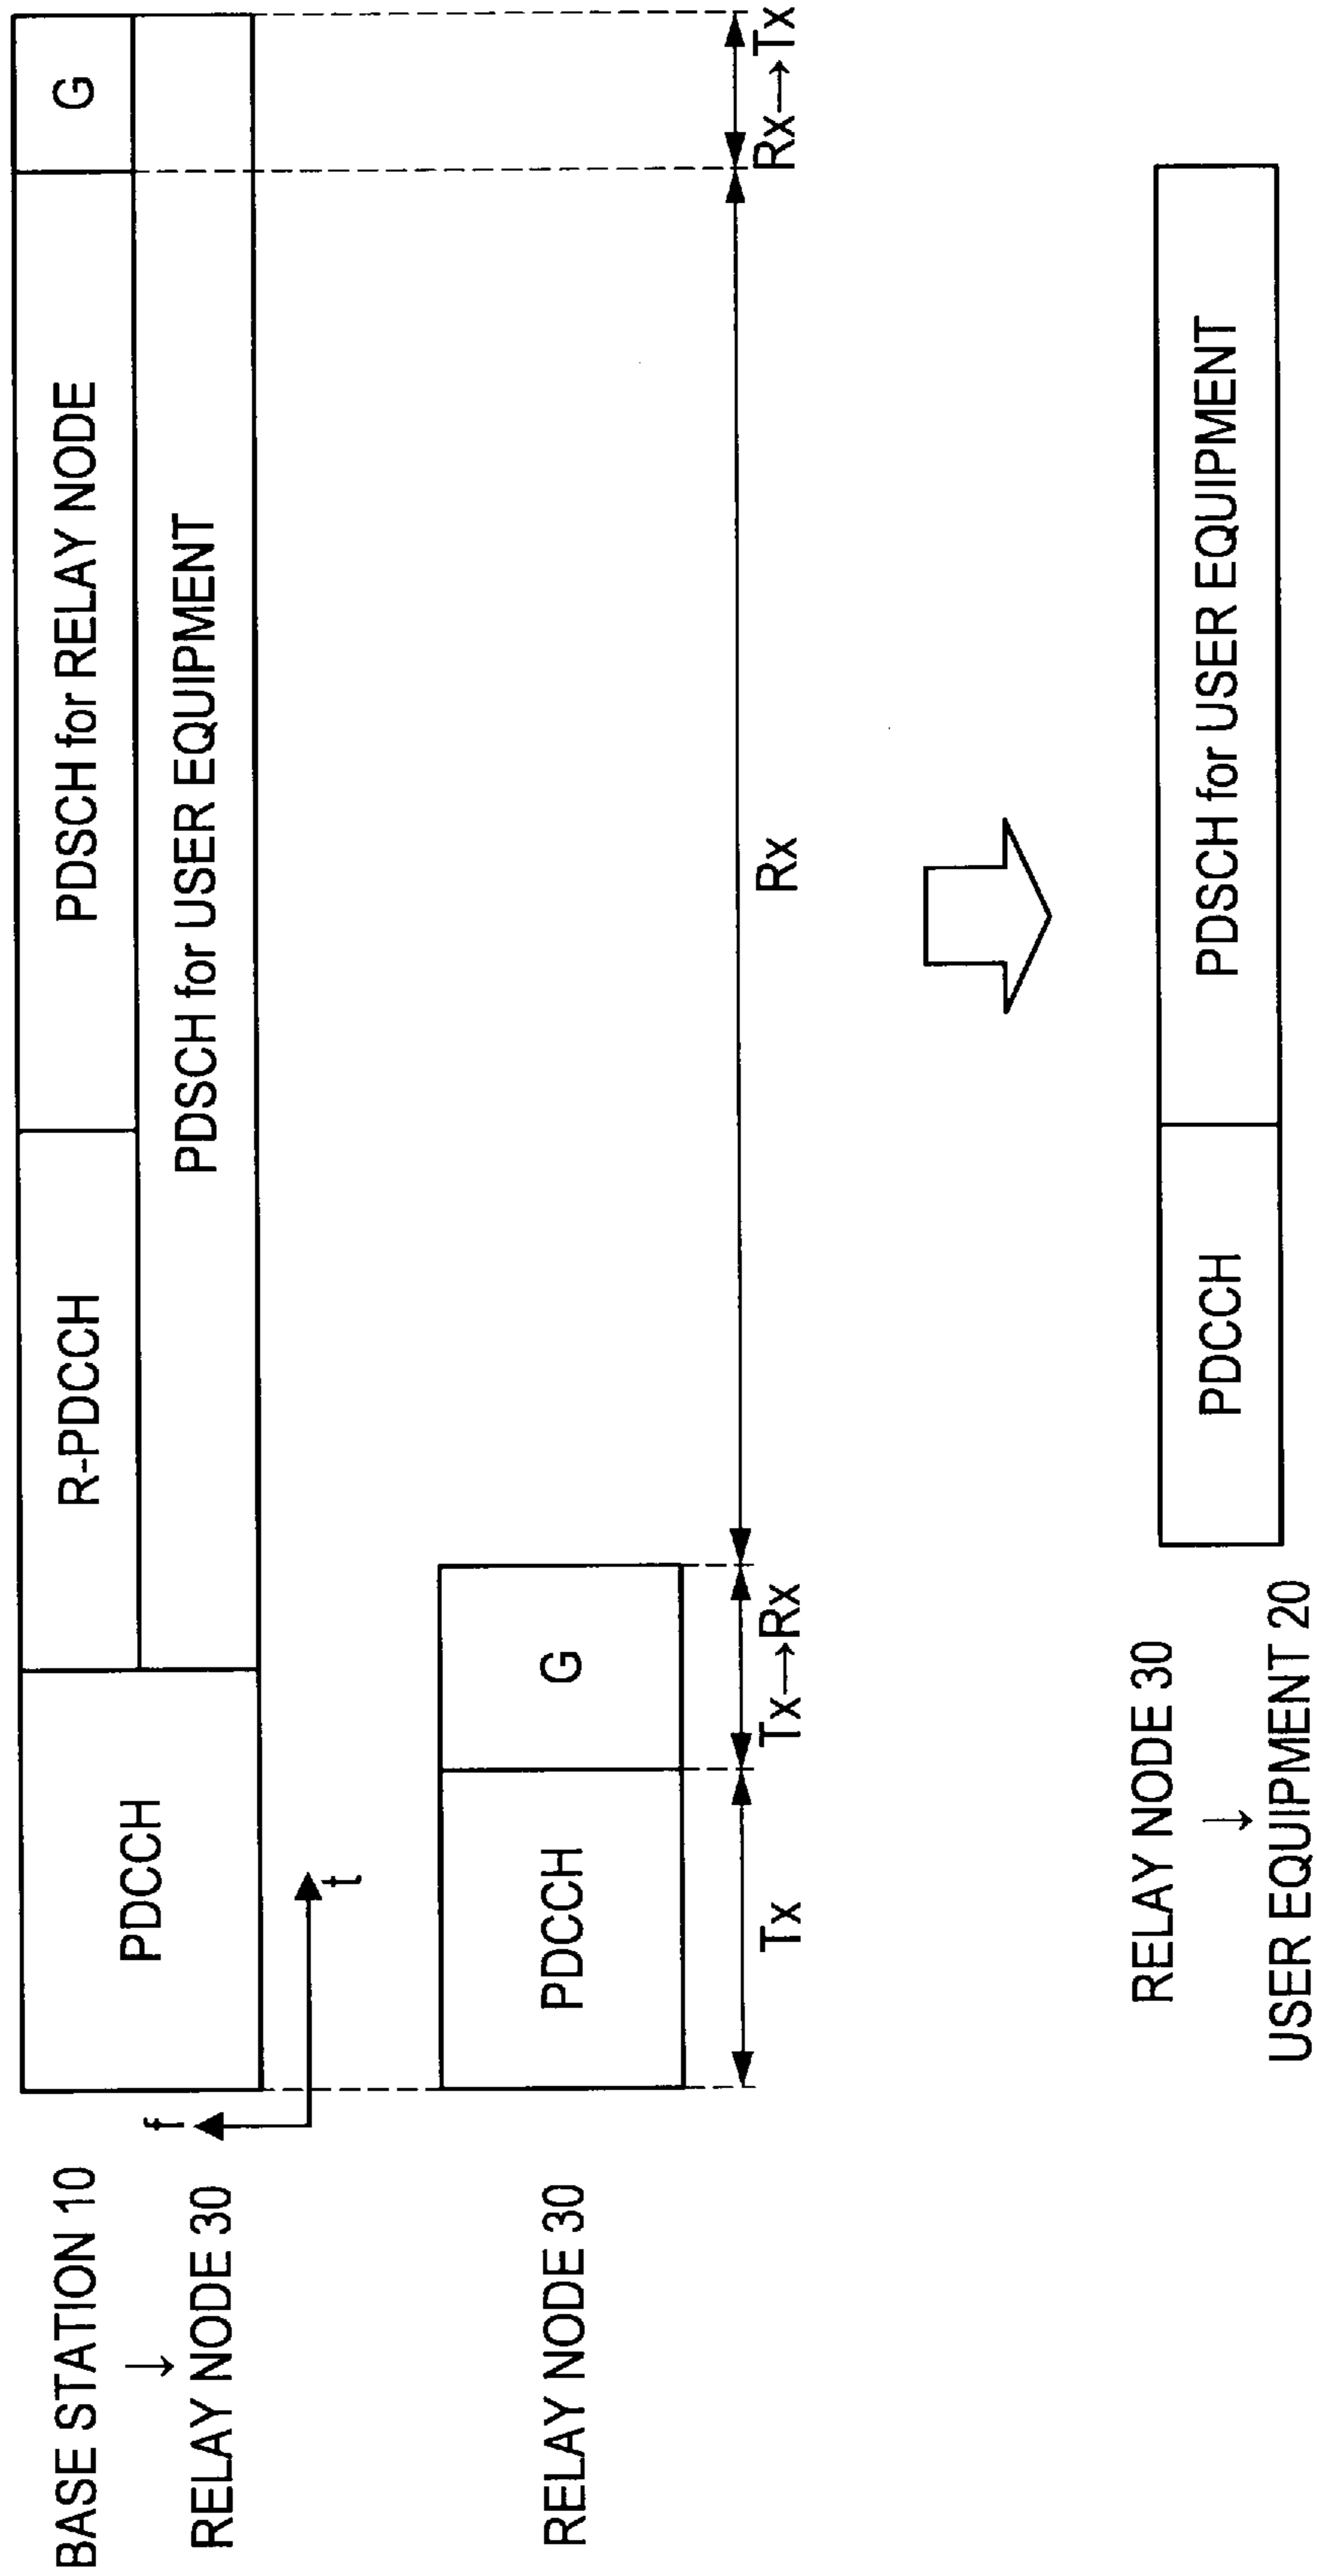 BASE STATION 10
↓
RELAY NODE 30
PDCCH
R-PDCCH
PDSCH for RELAY NODE
G
PDSCH for USER EQUIPMENT
f
t
RELAY NODE 30
PDCCH
G
Tx
Tx→Rx
Rx
Rx→Tx
RELAY NODE 30
↓
USER EQUIPMENT 20
PDCCH
PDSCH for USER EQUIPMENT